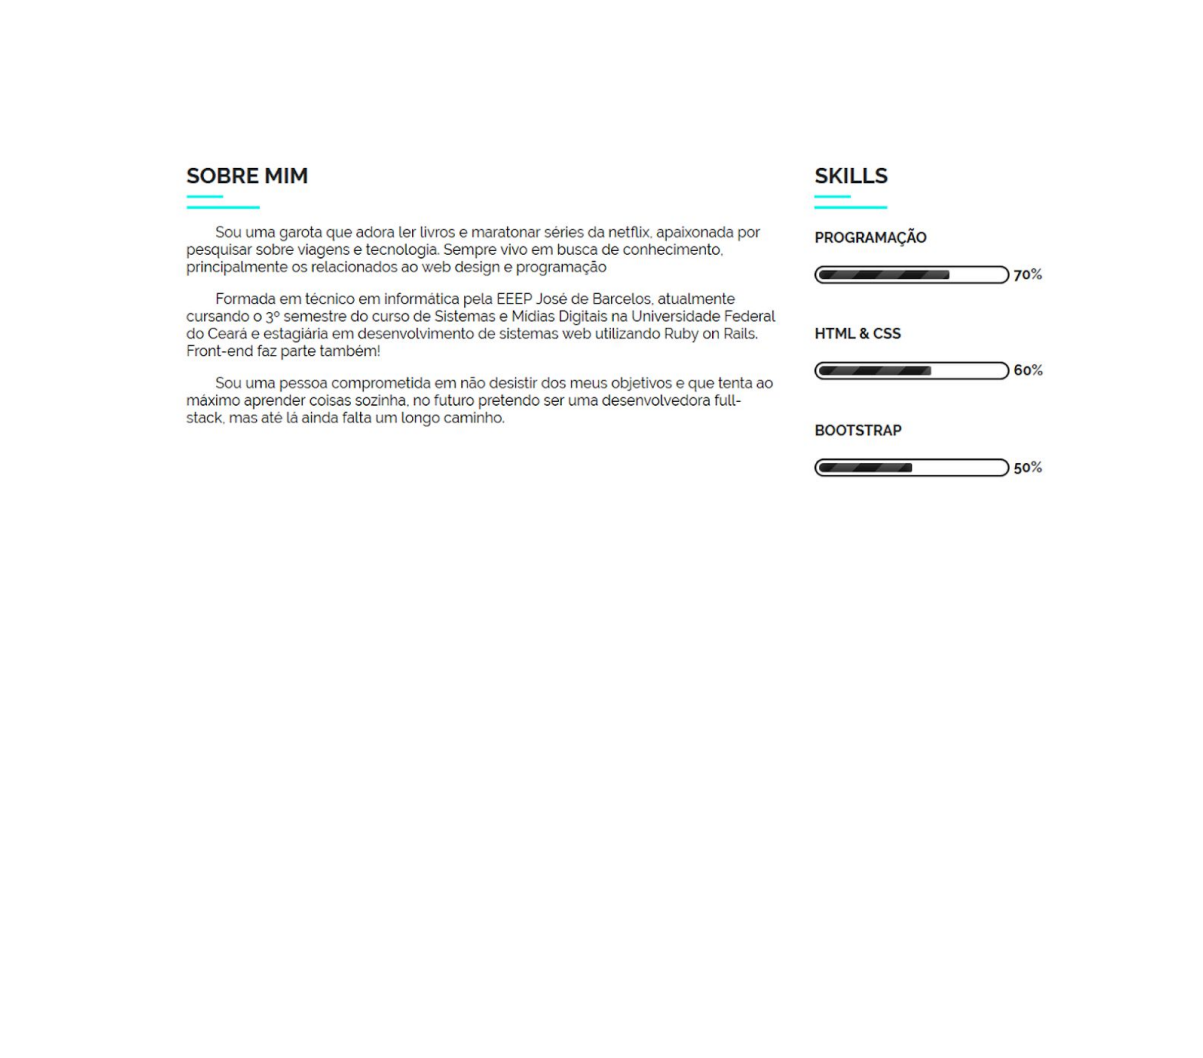 SOBRE MIM
Sou uma garota que adora ler livros e maratonar séries da netflix, apaixonada por
pesquisar sobre viagens e tecnologia. Sempre vivo em busca de conhecimento,
principalmente os relacionados ao web design e programação
Formada em técnico em informática pela EEEP José de Barcelos, atualmente
cursando o 3º semestre do curso de Sistemas e Mídias Digitais na Universidade Federal
do Ceará e estagiária em desenvolvimento de sistemas web utilizando Ruby on Rails.
Front-end faz parte também!
Sou uma pessoa comprometida em não desistir dos meus objetivos e que tenta ao
máximo aprender coisas sozinha, no futuro pretendo ser uma desenvolvedora full-
stack, mas até lá ainda falta um longo caminho.
SKILLS
PROGRAMAÇÃO
70%
HTML & CSS
60%
BOOTSTRAP
50%